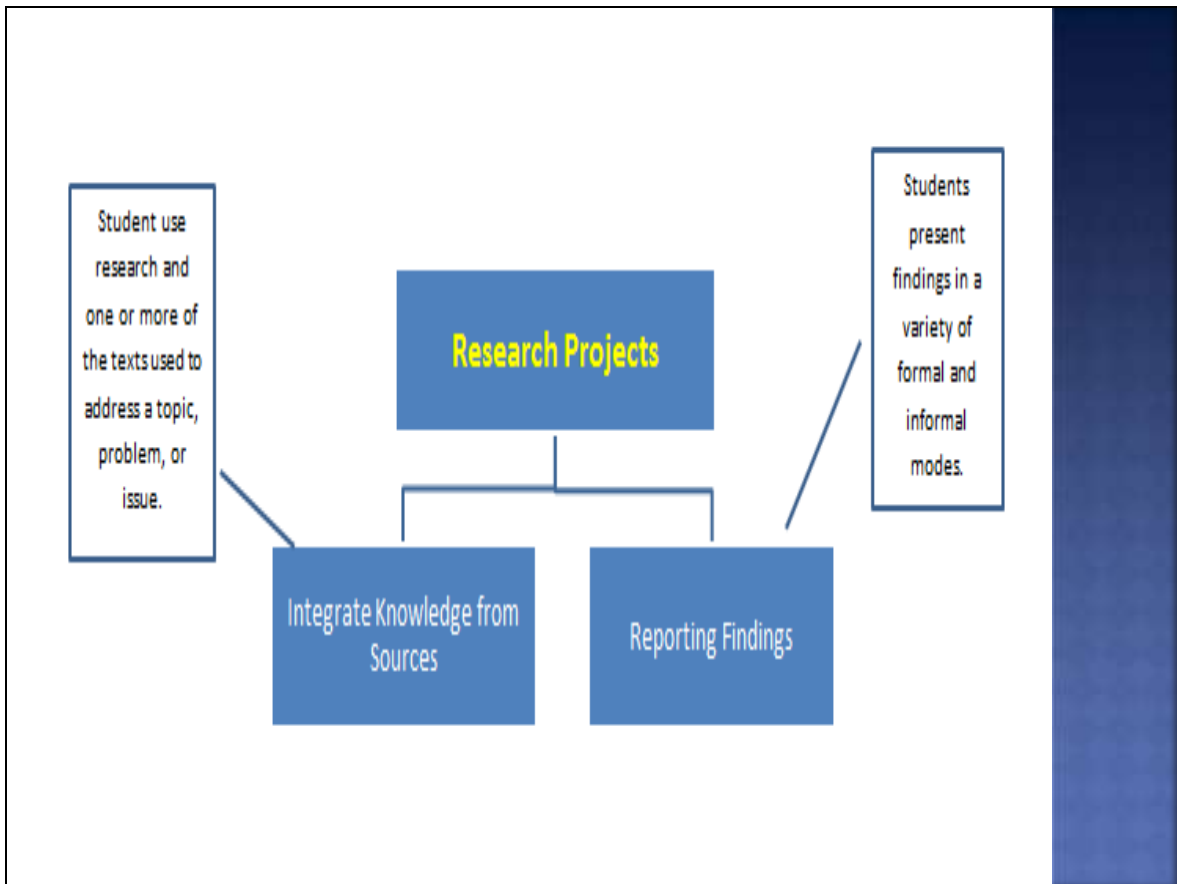 Student use
research and
one or more of
the texts used to
address a topic,
problem, or
issue.
Research Projects
Students
present
findings in a
variety of
formal and
informal
modes.
Integrate Knowledge from
Sources
Reporting Findings